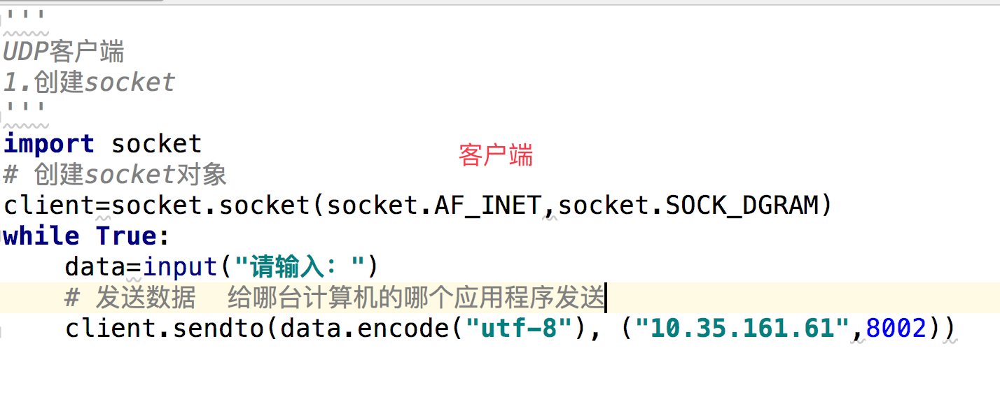 '''
UDP客户端
1.创建socket
'''
import socket
客户端
# 创建socket对象
client=socket.socket(socket.AF_INET,socket.SOCK_DGRAM)
while True:
    data=input("请输入：")
    # 发送数据  给哪台计算机的哪个应用程序发送
    client.sendto(data.encode("utf-8"), ("10.35.161.61",8002))